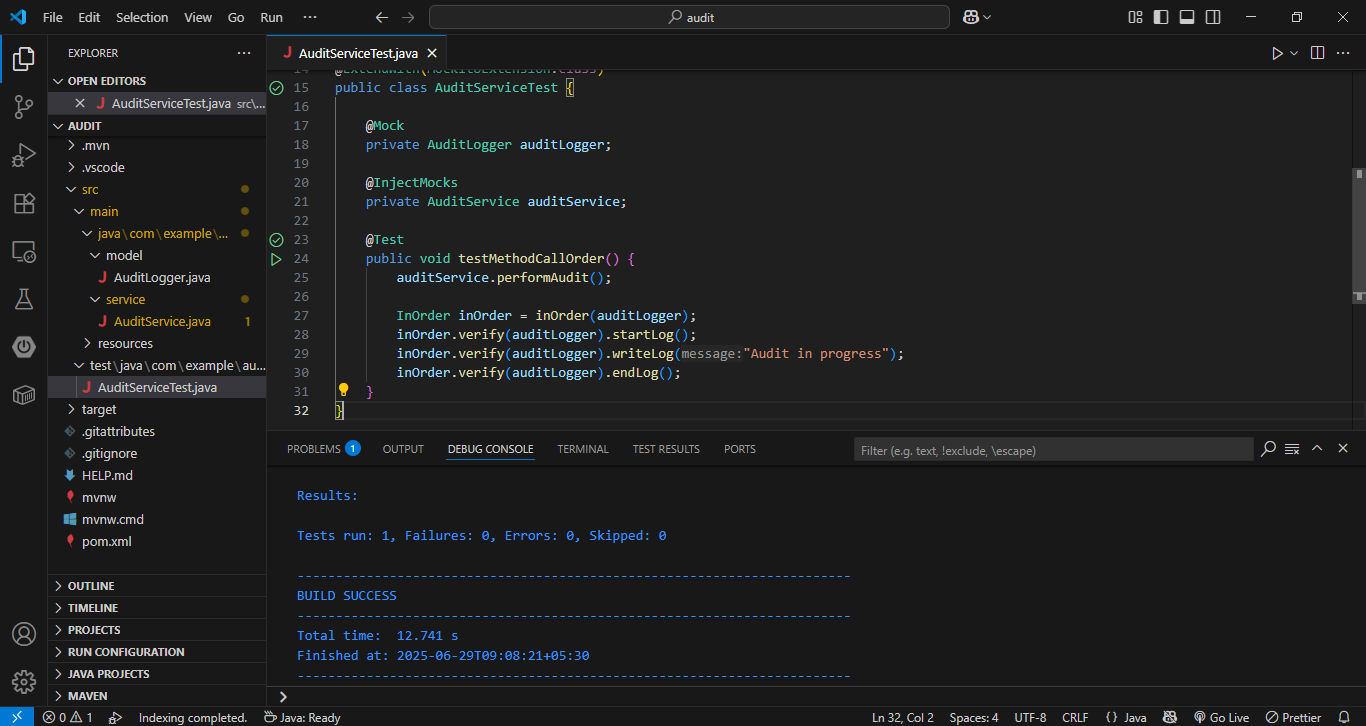 File Edit Selection View Go Run ··· audit
EXPLORER ···
OPEN EDITORS
AuditServiceTest.java src\...
AUDIT
.mvn
.vscode
src
main
java\com\example\...
model
AuditLogger.java
service
AuditService.java 1
resources
test\java\com\example\au...
AuditServiceTest.java
target
.gitattributes
.gitignore
HELP.md
mvnw
mvnw.cmd
pom.xml
OUTLINE
TIMELINE
PROJECTS
RUN CONFIGURATION
JAVA PROJECTS
MAVEN
AuditServiceTest.java
14 @ExtendWith(MockitoExtension.class)
15 public class AuditServiceTest {
16
17 @Mock
18 private AuditLogger auditLogger;
19
20 @InjectMocks
21 private AuditService auditService;
22
23 @Test
24 public void testMethodCallOrder() {
25 auditService.performAudit();
26
27 InOrder inOrder = inOrder(auditLogger);
28 inOrder.verify(auditLogger).startLog();
29 inOrder.verify(auditLogger).writeLog(message:"Audit in progress");
30 inOrder.verify(auditLogger).endLog();
31 }
32 }
PROBLEMS 1 OUTPUT DEBUG CONSOLE TERMINAL TEST RESULTS PORTS Filter (e.g. text, !exclude, \escape)
Results:
Tests run: 1, Failures: 0, Errors: 0, Skipped: 0
------------------------------------------------------------------------
BUILD SUCCESS
------------------------------------------------------------------------
Total time:  12.741 s
Finished at: 2025-06-29T09:08:21+05:30
------------------------------------------------------------------------
0 1 Indexing completed. Java: Ready Ln 32, Col 2 Spaces: 4 UTF-8 CRLF {} Java Go Live Prettier